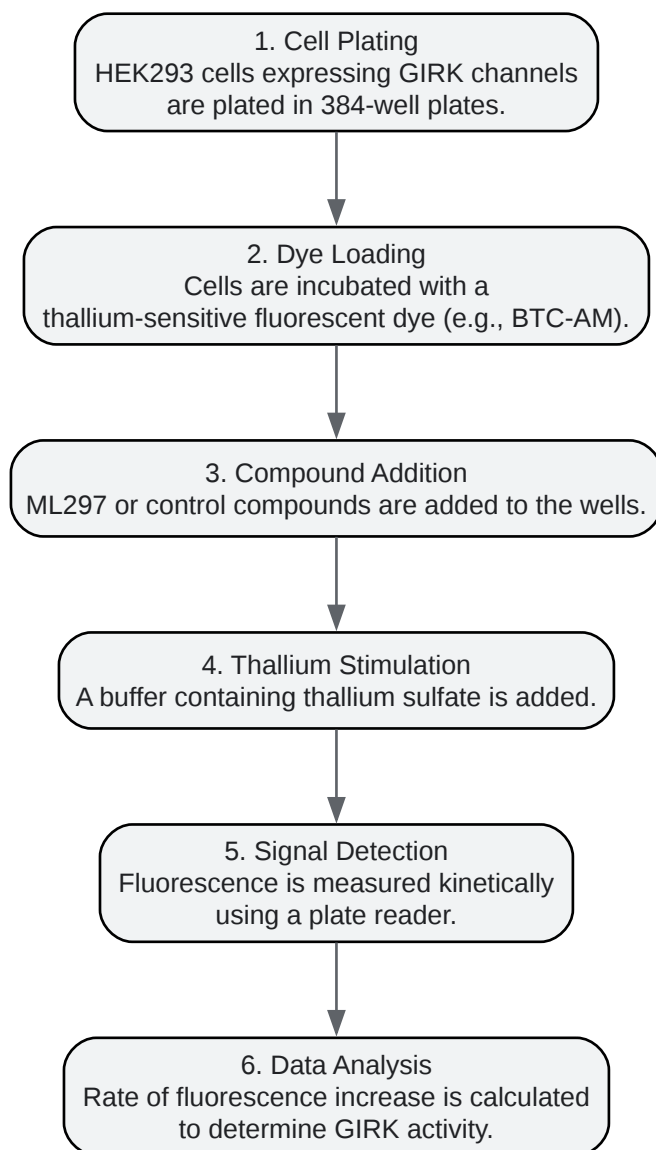 1. Cell Plating
HEK293 cells expressing GIRK channels
are plated in 384-well plates.
2. Dye Loading
Cells are incubated with a
thallium-sensitive fluorescent dye (e.g., BTC-AM).
3. Compound Addition
ML297 or control compounds are added to the wells.
4. Thallium Stimulation
A buffer containing thallium sulfate is added.
5. Signal Detection
Fluorescence is measured kinetically
using a plate reader.
6. Data Analysis
Rate of fluorescence increase is calculated
to determine GIRK activity.